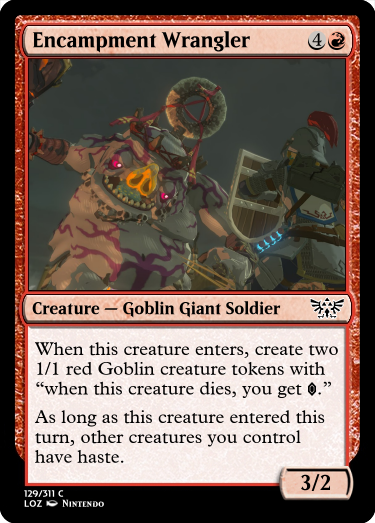 Encampment Wrangler 4
Creature — Goblin Giant Soldier
When this creature enters, create two
1/1 red Goblin creature tokens with
“when this creature dies, you get .”
As long as this creature entered this
turn, other creatures you control
have haste.
3/2
129/311 C
LOZ Nintendo